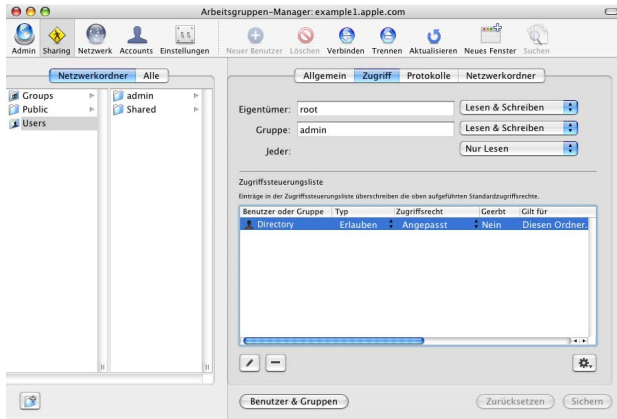 Arbeitsgruppen-Manager: example1.apple.com
Admin Sharing Netzwerk Accounts Einstellungen Neuer Benutzer Löschen Verbinden Trennen Aktualisieren Neues Fenster Suchen
Netzwerkordner Alle
Groups
Public
Users
admin
Shared
Allgemein Zugriff Protokolle Netzwerkordner
Eigentümer: root Lesen & Schreiben
Gruppe: admin Lesen & Schreiben
Jeder: Nur Lesen
Zugriffssteuerungsliste
Einträge in der Zugriffssteuerungsliste überschreiben die oben aufgeführten Standardzugriffsrechte.
Benutzer oder Gruppe Typ Zugriffsrecht Geerbt Gilt für
Directory Erlauben Angepasst Nein Diesen Ordner.
Benutzer & Gruppen Zurücksetzen Sichern